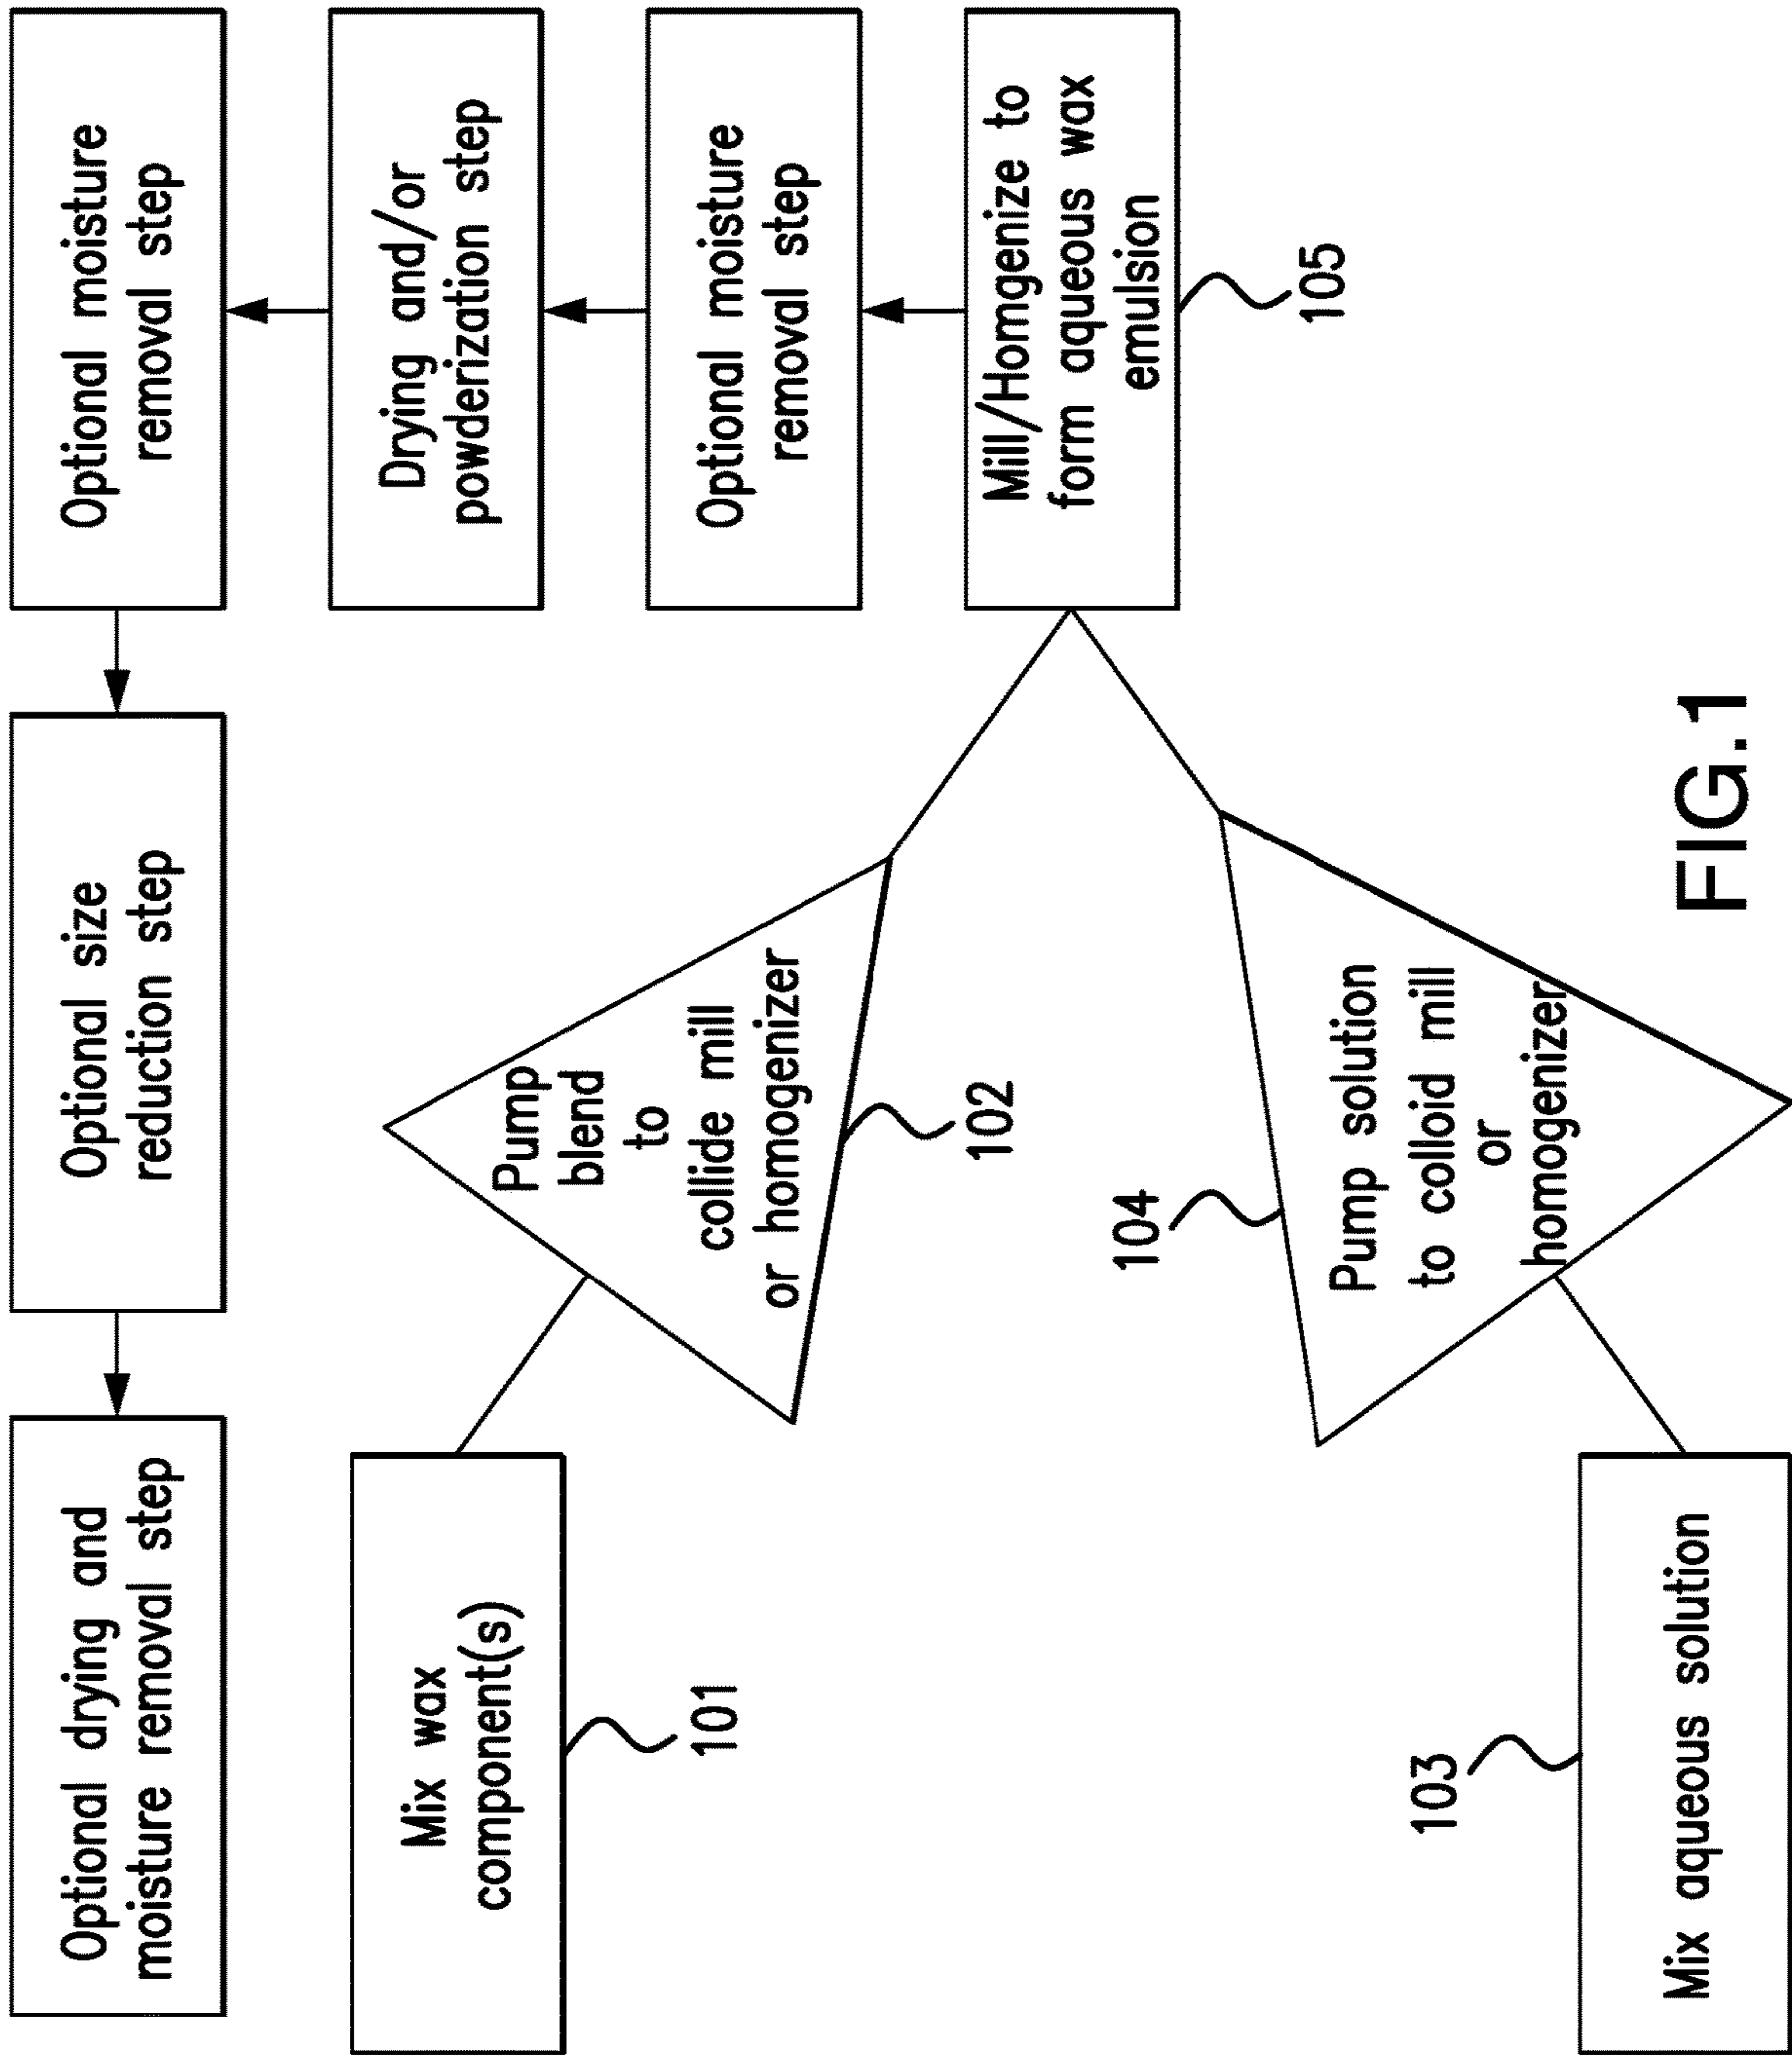 Mix wax
component(s)
101
Pump
blend
to
collide mill
or homogenizer
102
Mix aqueous solution
103
Pump solution
to colloid mill
or
homogenizer
104
Mill/Homgenize to
form aqueous wax
emulsion
105
Optional moisture
removal step
Drying and/or
powderization step
Optional moisture
removal step
Optional size
reduction step
Optional drying and
moisture removal step
FIG.1